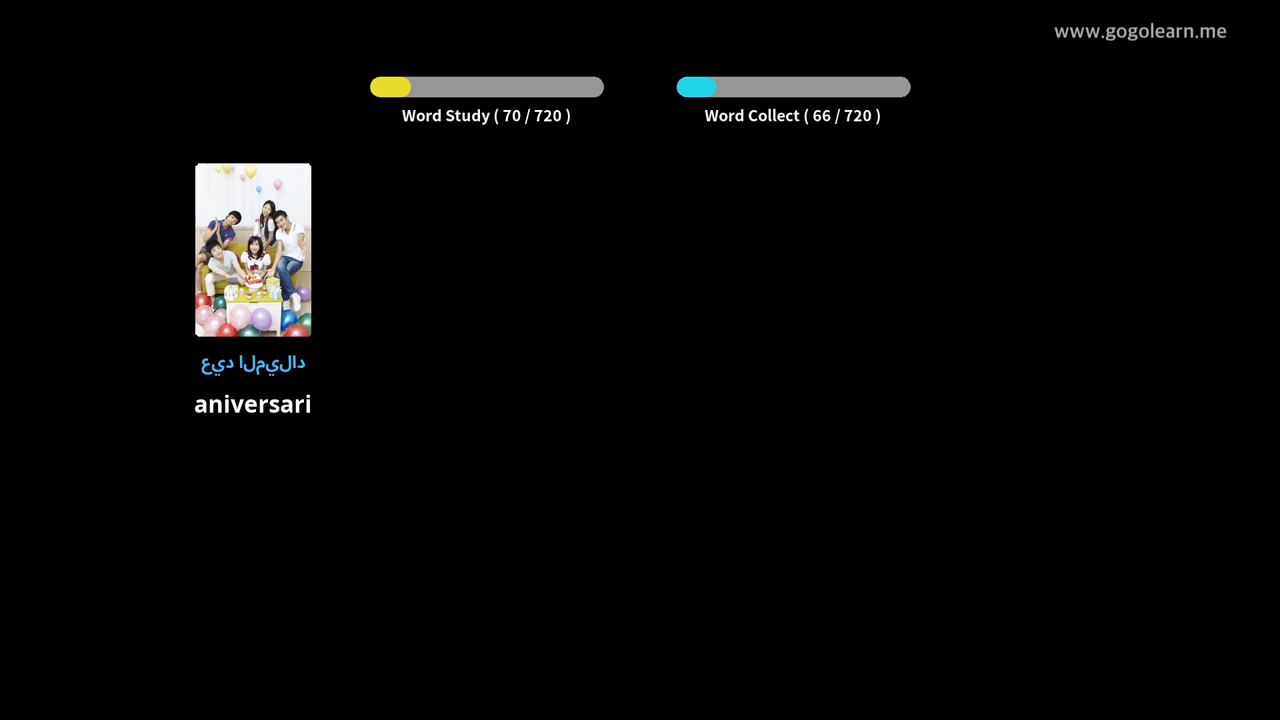 www.gogolearn.me
Word Study ( 70 / 720 )
Word Collect ( 66 / 720 )
عيد الميلاد
aniversari